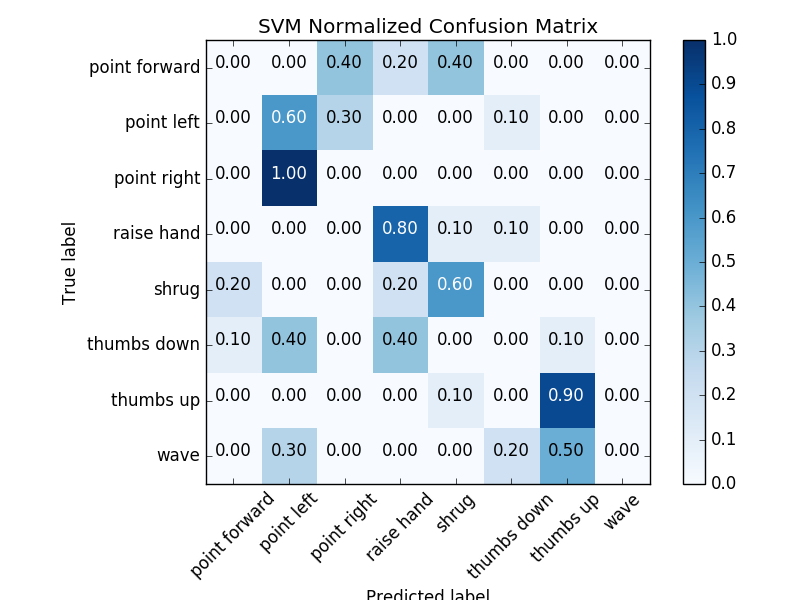 SVM Normalized Confusion Matrix
True label
point forward 0.00 0.00 0.40 0.20 0.40 0.00 0.00 0.00
point left 0.00 0.60 0.30 0.00 0.00 0.10 0.00 0.00
point right 0.00 1.00 0.00 0.00 0.00 0.00 0.00 0.00
raise hand 0.00 0.00 0.00 0.80 0.10 0.10 0.00 0.00
shrug 0.20 0.00 0.00 0.20 0.60 0.00 0.00 0.00
thumbs down 0.10 0.40 0.00 0.40 0.00 0.00 0.10 0.00
thumbs up 0.00 0.00 0.00 0.00 0.10 0.00 0.90 0.00
wave 0.00 0.30 0.00 0.00 0.00 0.20 0.50 0.00
point forward
point left
point right
raise hand
shrug
thumbs down
thumbs up
wave
Predicted label
1.0
0.9
0.8
0.7
0.6
0.5
0.4
0.3
0.2
0.1
0.0